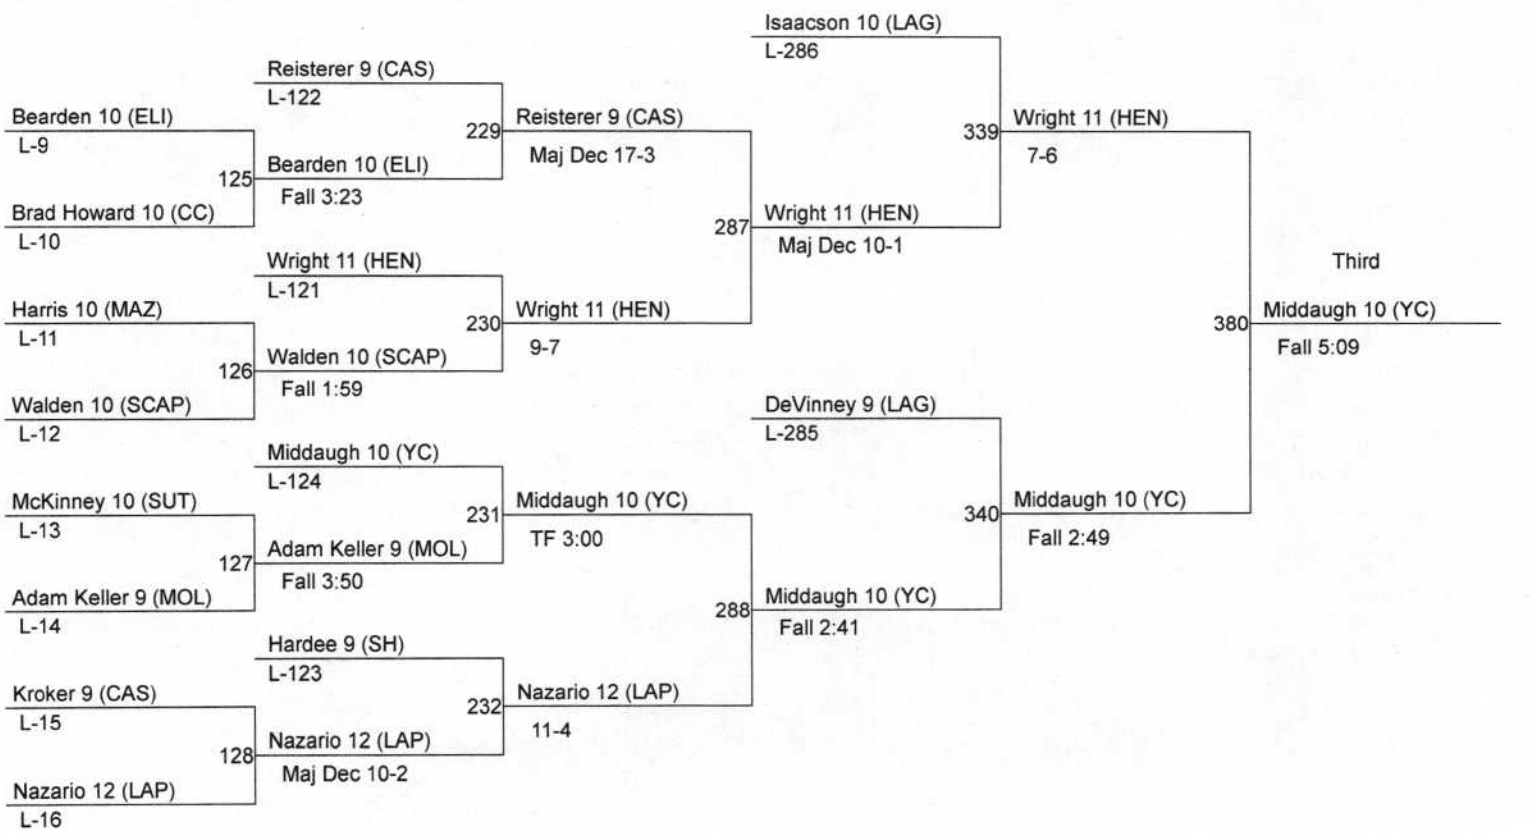 Isaacson 10 (LAG)
L-286
Reisterer 9 (CAS)
L-122
Bearden 10 (ELI)
L-9
229
Reisterer 9 (CAS)
Maj Dec 17-3
339
Wright 11 (HEN)
7-6
125
Bearden 10 (ELI)
Fall 3:23
Brad Howard 10 (CC)
L-10
287
Wright 11 (HEN)
Maj Dec 10-1
Wright 11 (HEN)
L-121
Third
Harris 10 (MAZ)
L-11
230
Wright 11 (HEN)
9-7
380
Middaugh 10 (YC)
Fall 5:09
126
Walden 10 (SCAP)
Fall 1:59
Walden 10 (SCAP)
L-12
DeVinney 9 (LAG)
L-285
Middaugh 10 (YC)
L-124
McKinney 10 (SUT)
L-13
231
Middaugh 10 (YC)
TF 3:00
340
Middaugh 10 (YC)
Fall 2:49
127
Adam Keller 9 (MOL)
Fall 3:50
Adam Keller 9 (MOL)
L-14
288
Middaugh 10 (YC)
Fall 2:41
Hardee 9 (SH)
L-123
Kroker 9 (CAS)
L-15
232
Nazario 12 (LAP)
11-4
128
Nazario 12 (LAP)
Maj Dec 10-2
Nazario 12 (LAP)
L-16